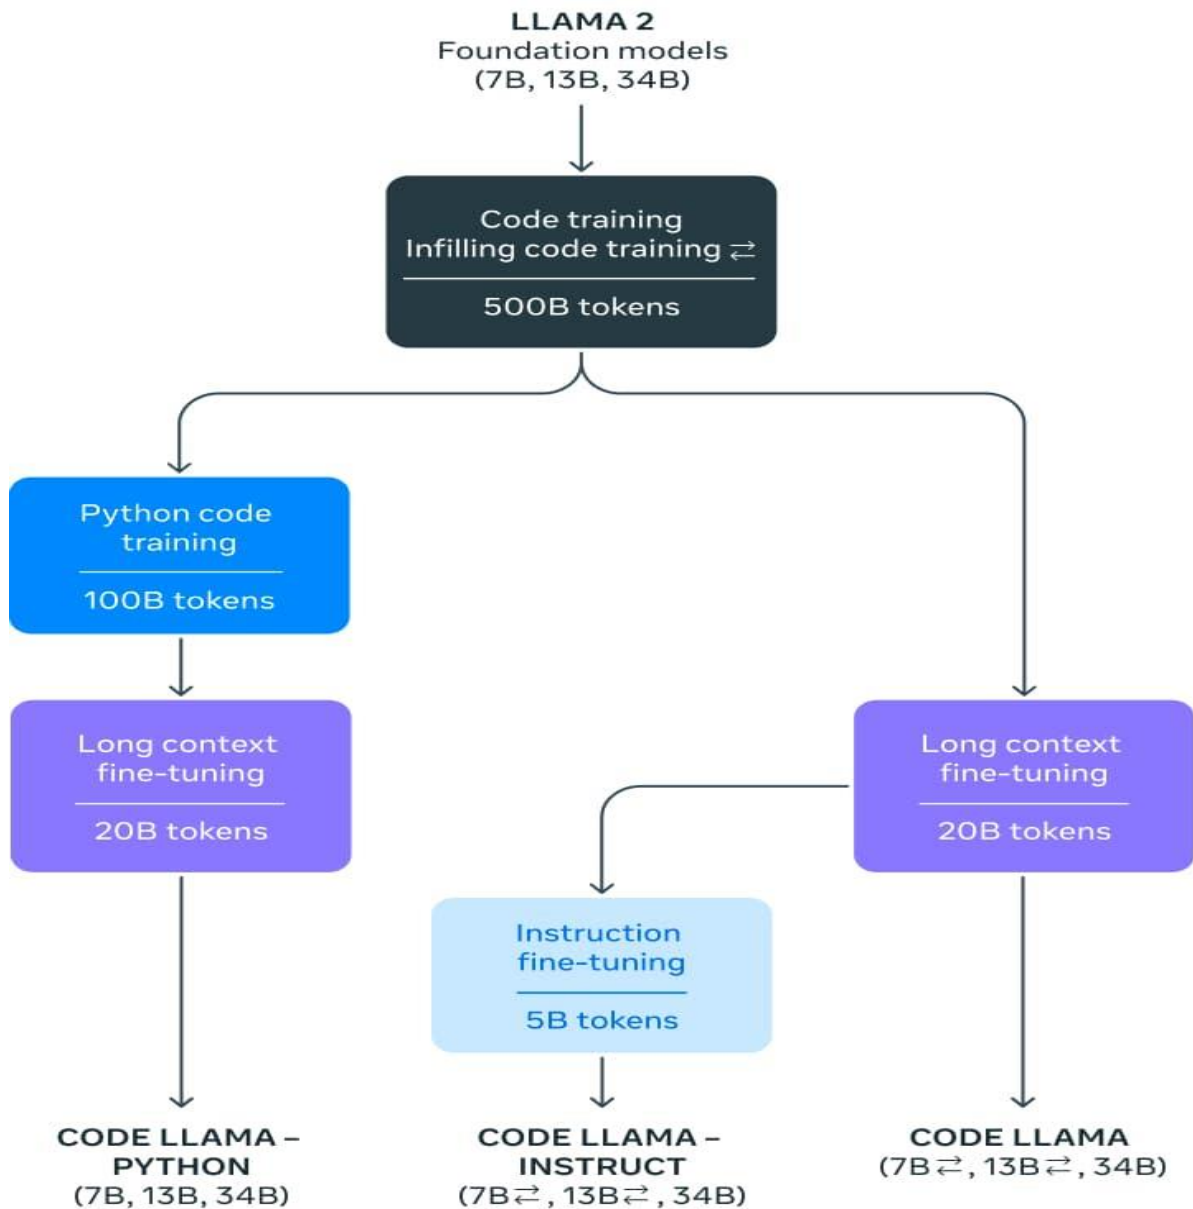 LLAMA 2
Foundation models
(7B, 13B, 34B)
Code training
Infilling code training ⇄
500B tokens
Python code
training
100B tokens
Long context
fine-tuning
20B tokens
Long context
fine-tuning
20B tokens
Instruction
fine-tuning
5B tokens
CODE LLAMA –
PYTHON
(7B, 13B, 34B)
CODE LLAMA –
INSTRUCT
(7B⇄, 13B⇄, 34B)
CODE LLAMA
(7B⇄, 13B⇄, 34B)